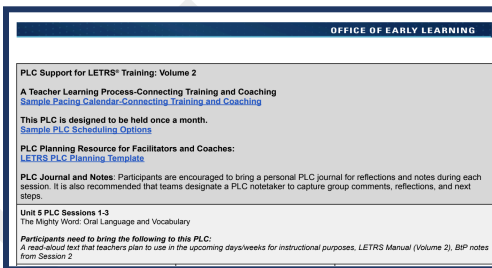 OFFICE OF EARLY LEARNING
PLC Support for LETRS® Training: Volume 2
A Teacher Learning Process-Connecting Training and Coaching
Sample Pacing Calendar-Connecting Training and Coaching
This PLC is designed to be held once a month.
Sample PLC Scheduling Options
PLC Planning Resource for Facilitators and Coaches:
LETRS PLC Planning Template
PLC Journal and Notes: Participants are encouraged to bring a personal PLC journal for reflections and notes during each
session. It is also recommended that teams designate a PLC notetaker to capture group comments, reflections, and next
steps.
Unit 5 PLC Sessions 1-3
The Mighty Word: Oral Language and Vocabulary
Participants need to bring the following to this PLC:
A read-aloud text that teachers plan to use in the upcoming days/weeks for instructional purposes, LETRS Manual (Volume 2), BtP notes
from Session 2